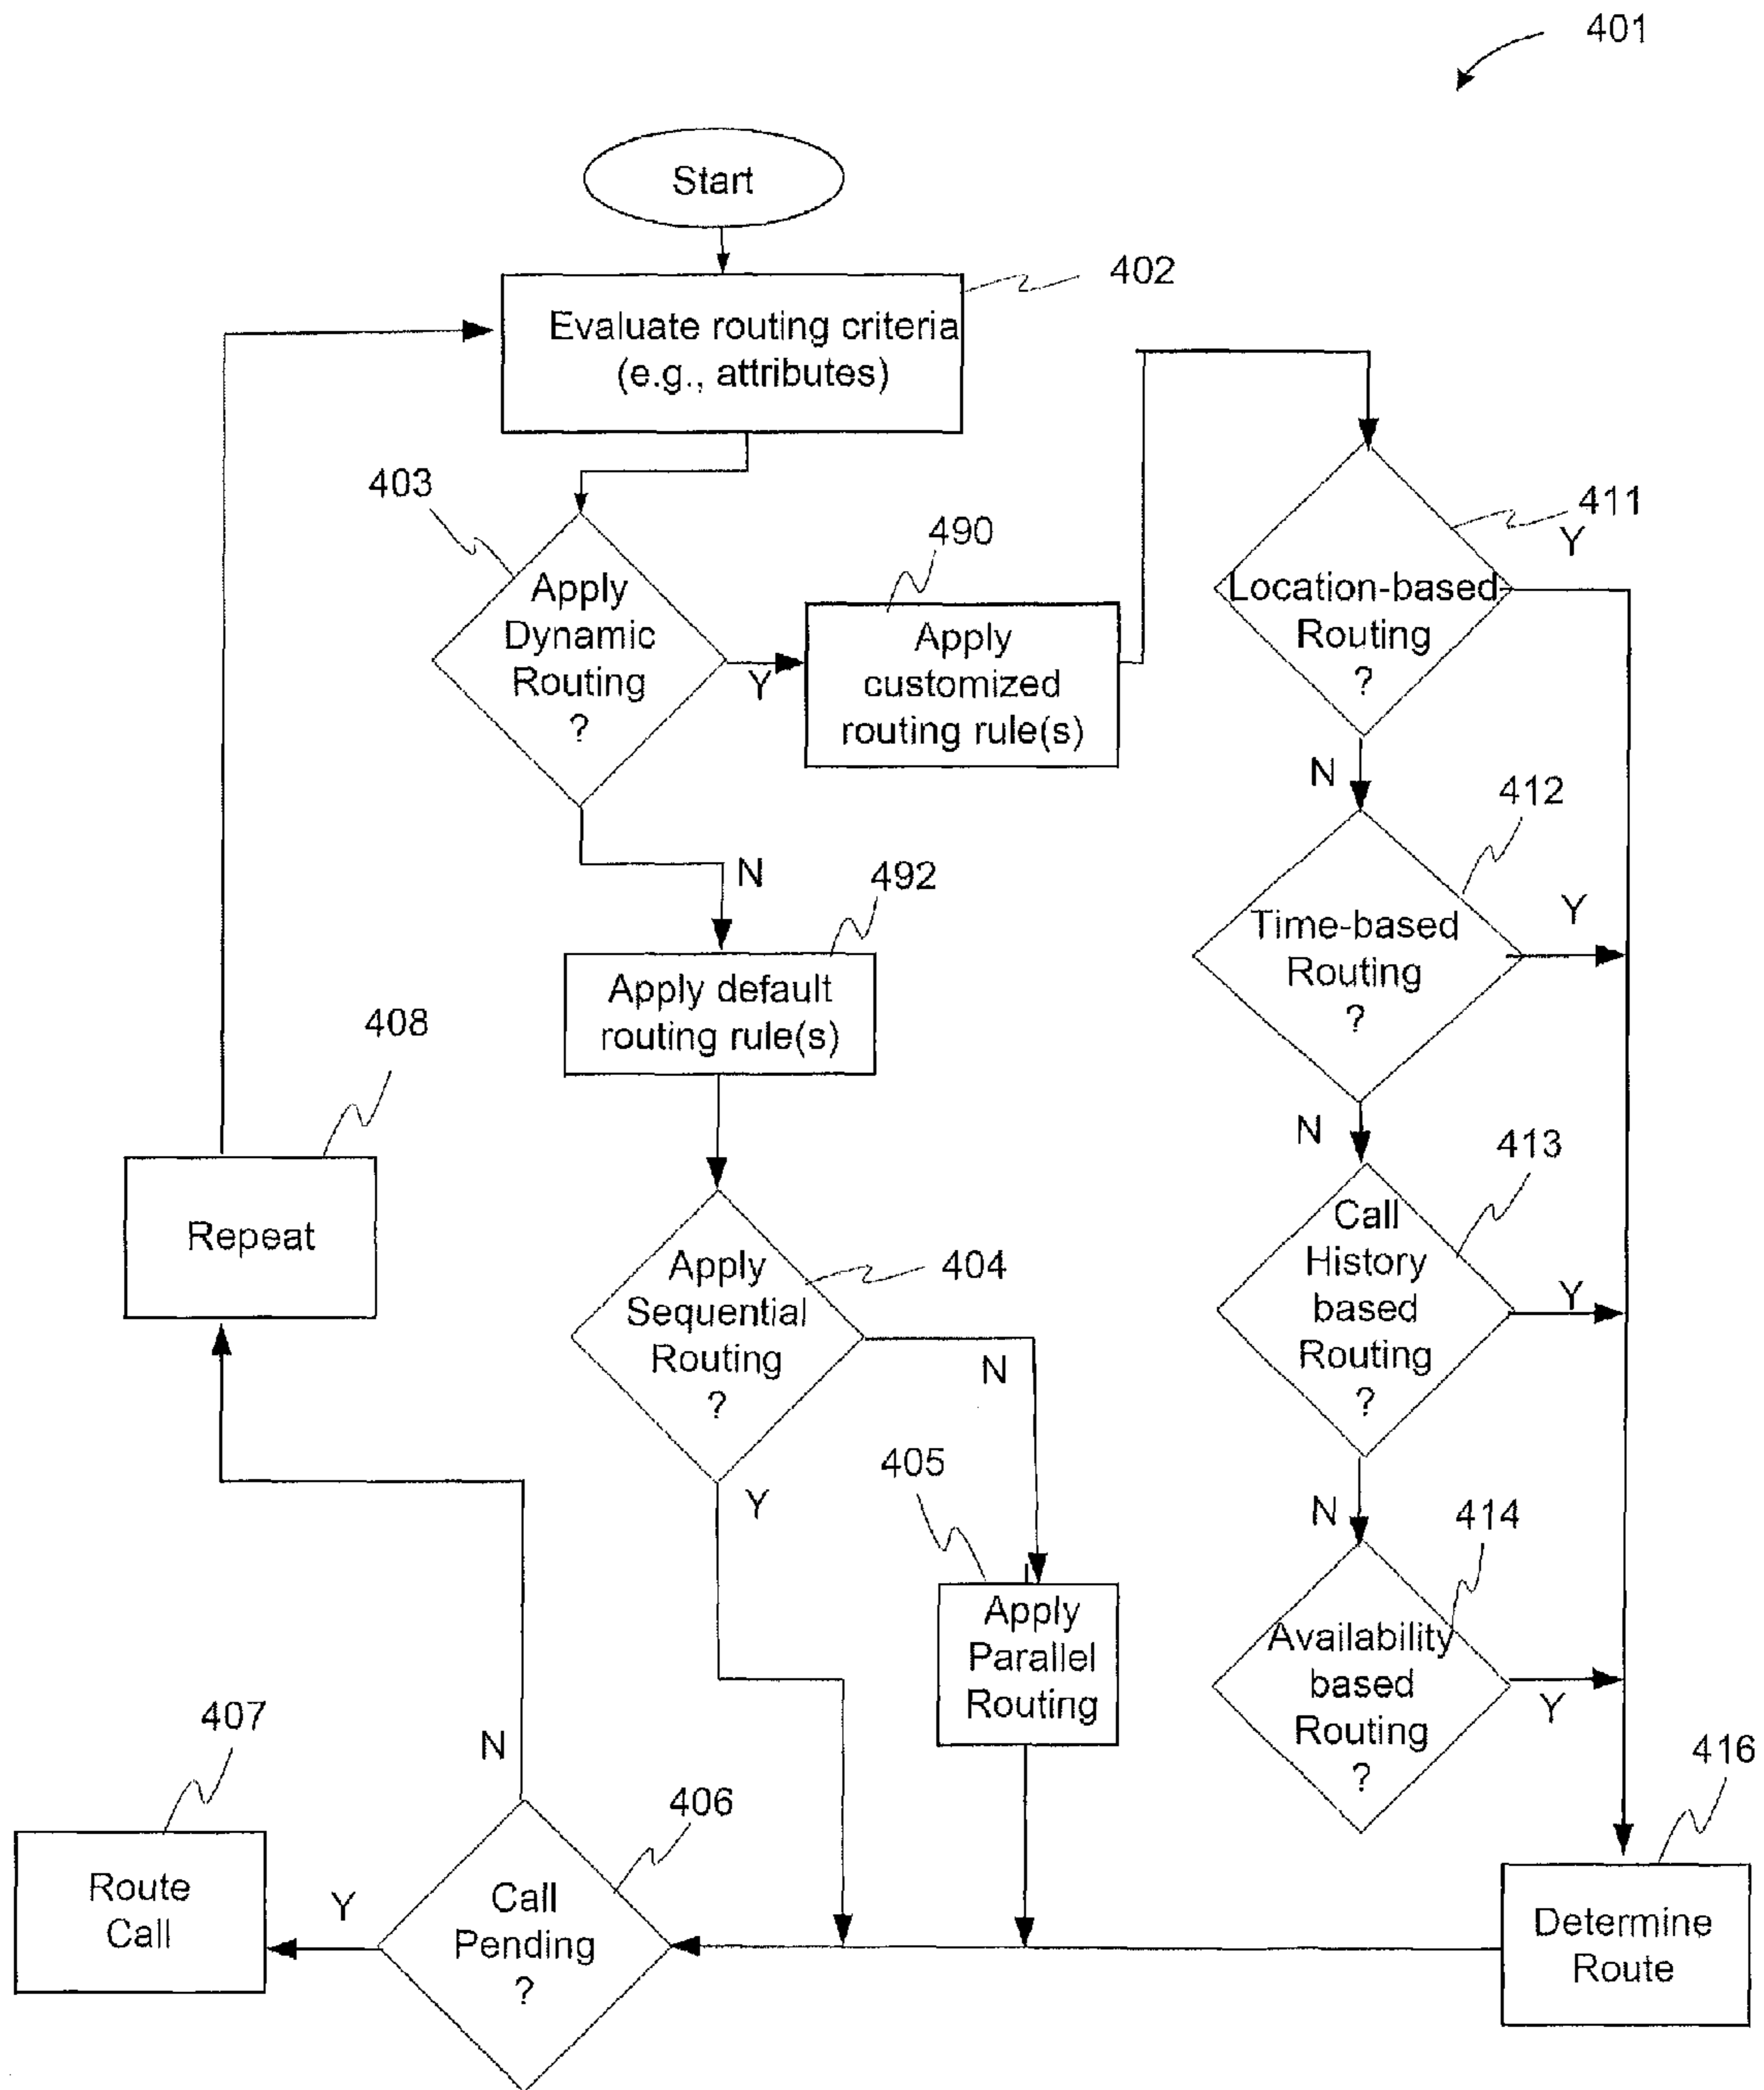 401
Start
402
Evaluate routing criteria
(e.g., attributes)
403
Apply
Dynamic
Routing
?
Y
490
Apply
customized
routing rule(s)
411
Y
Location-based
Routing
?
N
412
Time-based
Routing
?
Y
N
N
492
Apply default
routing rule(s)
408
Repeat
404
Apply
Sequential
Routing
?
N
Y
413
Call
History
based
Routing
?
Y
N
405
Apply
Parallel
Routing
414
Availability
based
Routing
?
Y
416
Determine
Route
406
Call
Pending
?
N
Y
407
Route
Call